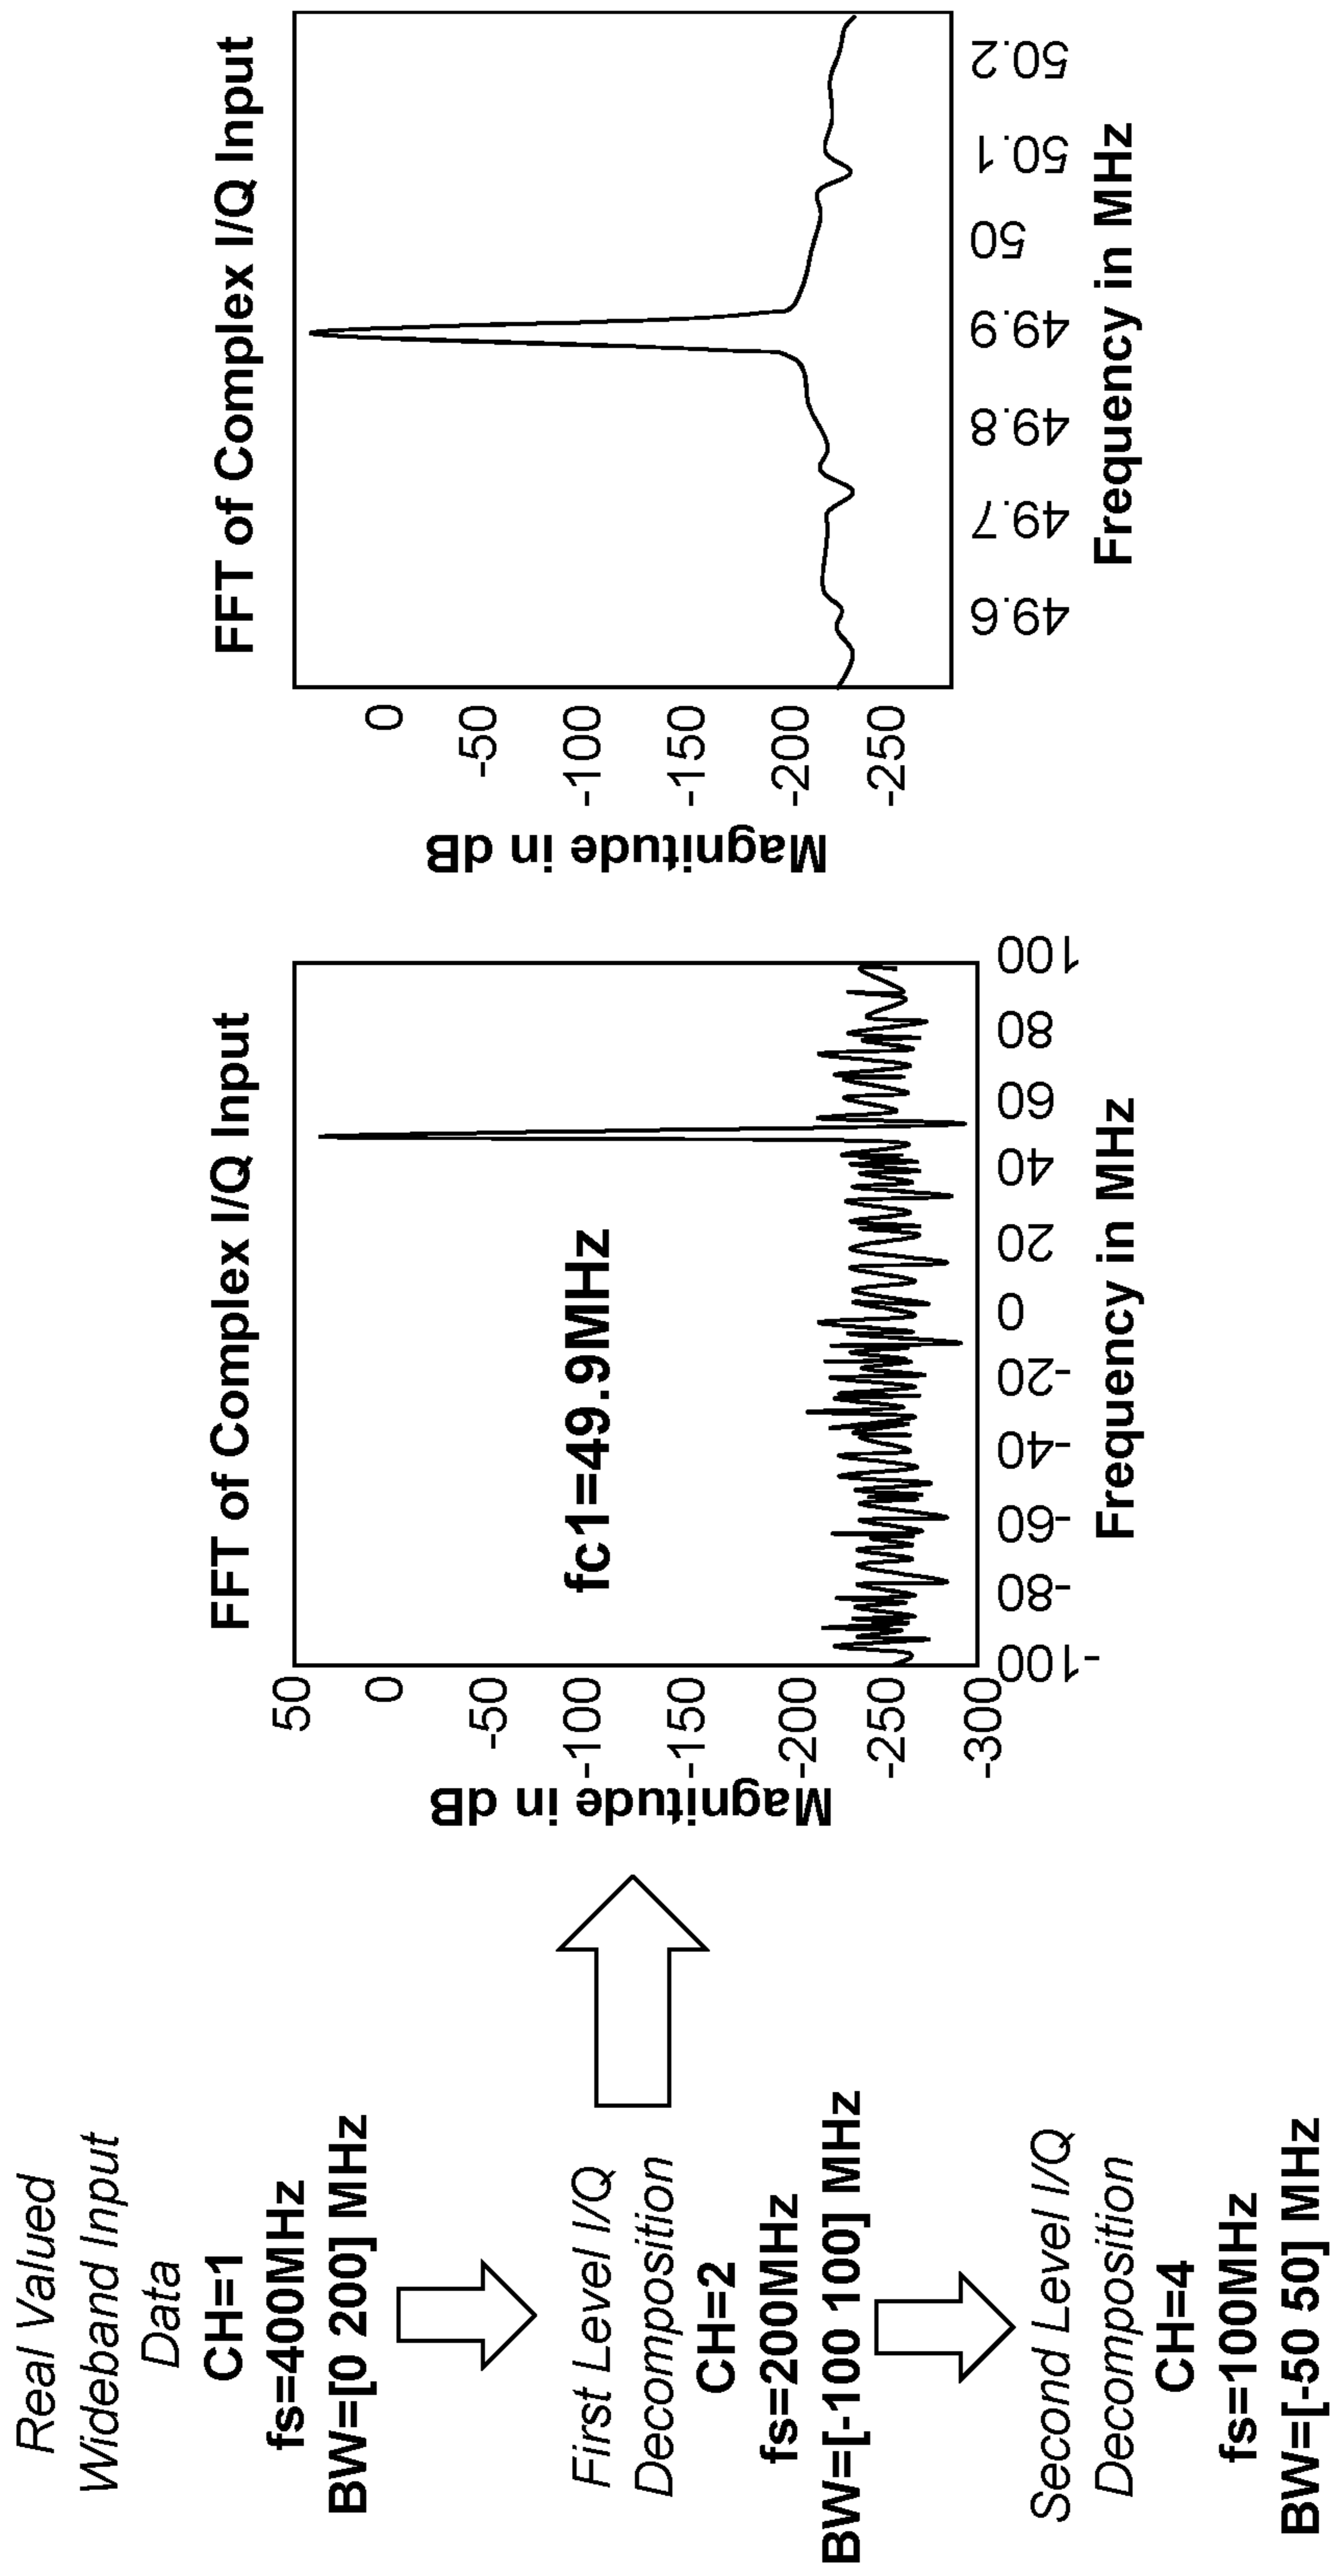 Real Valued
Wideband Input
Data
CH=1
fs=400MHz
BW=[0 200] MHz
First Level I/Q
Decomposition
CH=2
fs=200MHz
BW=[-100 100] MHz
Second Level I/Q
Decomposition
CH=4
fs=100MHz
BW=[-50 50] MHz
FFT of Complex I/Q Input
Magnitude in dB
50
0
-50
-100
-150
-200
-250
-300
fc1=49.9MHz
-100
-80
-60
-40
-20
0
20
40
60
80
100
Frequency in MHz
FFT of Complex I/Q Input
Magnitude in dB
0
-50
-100
-150
-200
-250
49.6
49.7
49.8
49.9
50
50.1
50.2
Frequency in MHz